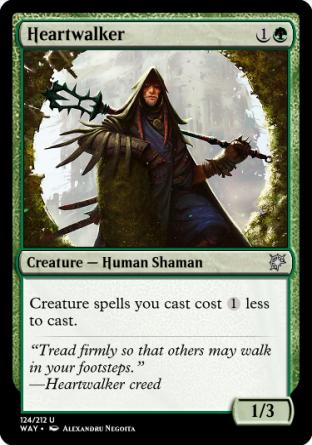 Heartwalker 1
Creature — Human Shaman
Creature spells you cast cost 1 less
to cast.
“Tread firmly so that others may walk
in your footsteps.”
—Heartwalker creed
1/3
124/212 U
WAY • Alexandru Negoita